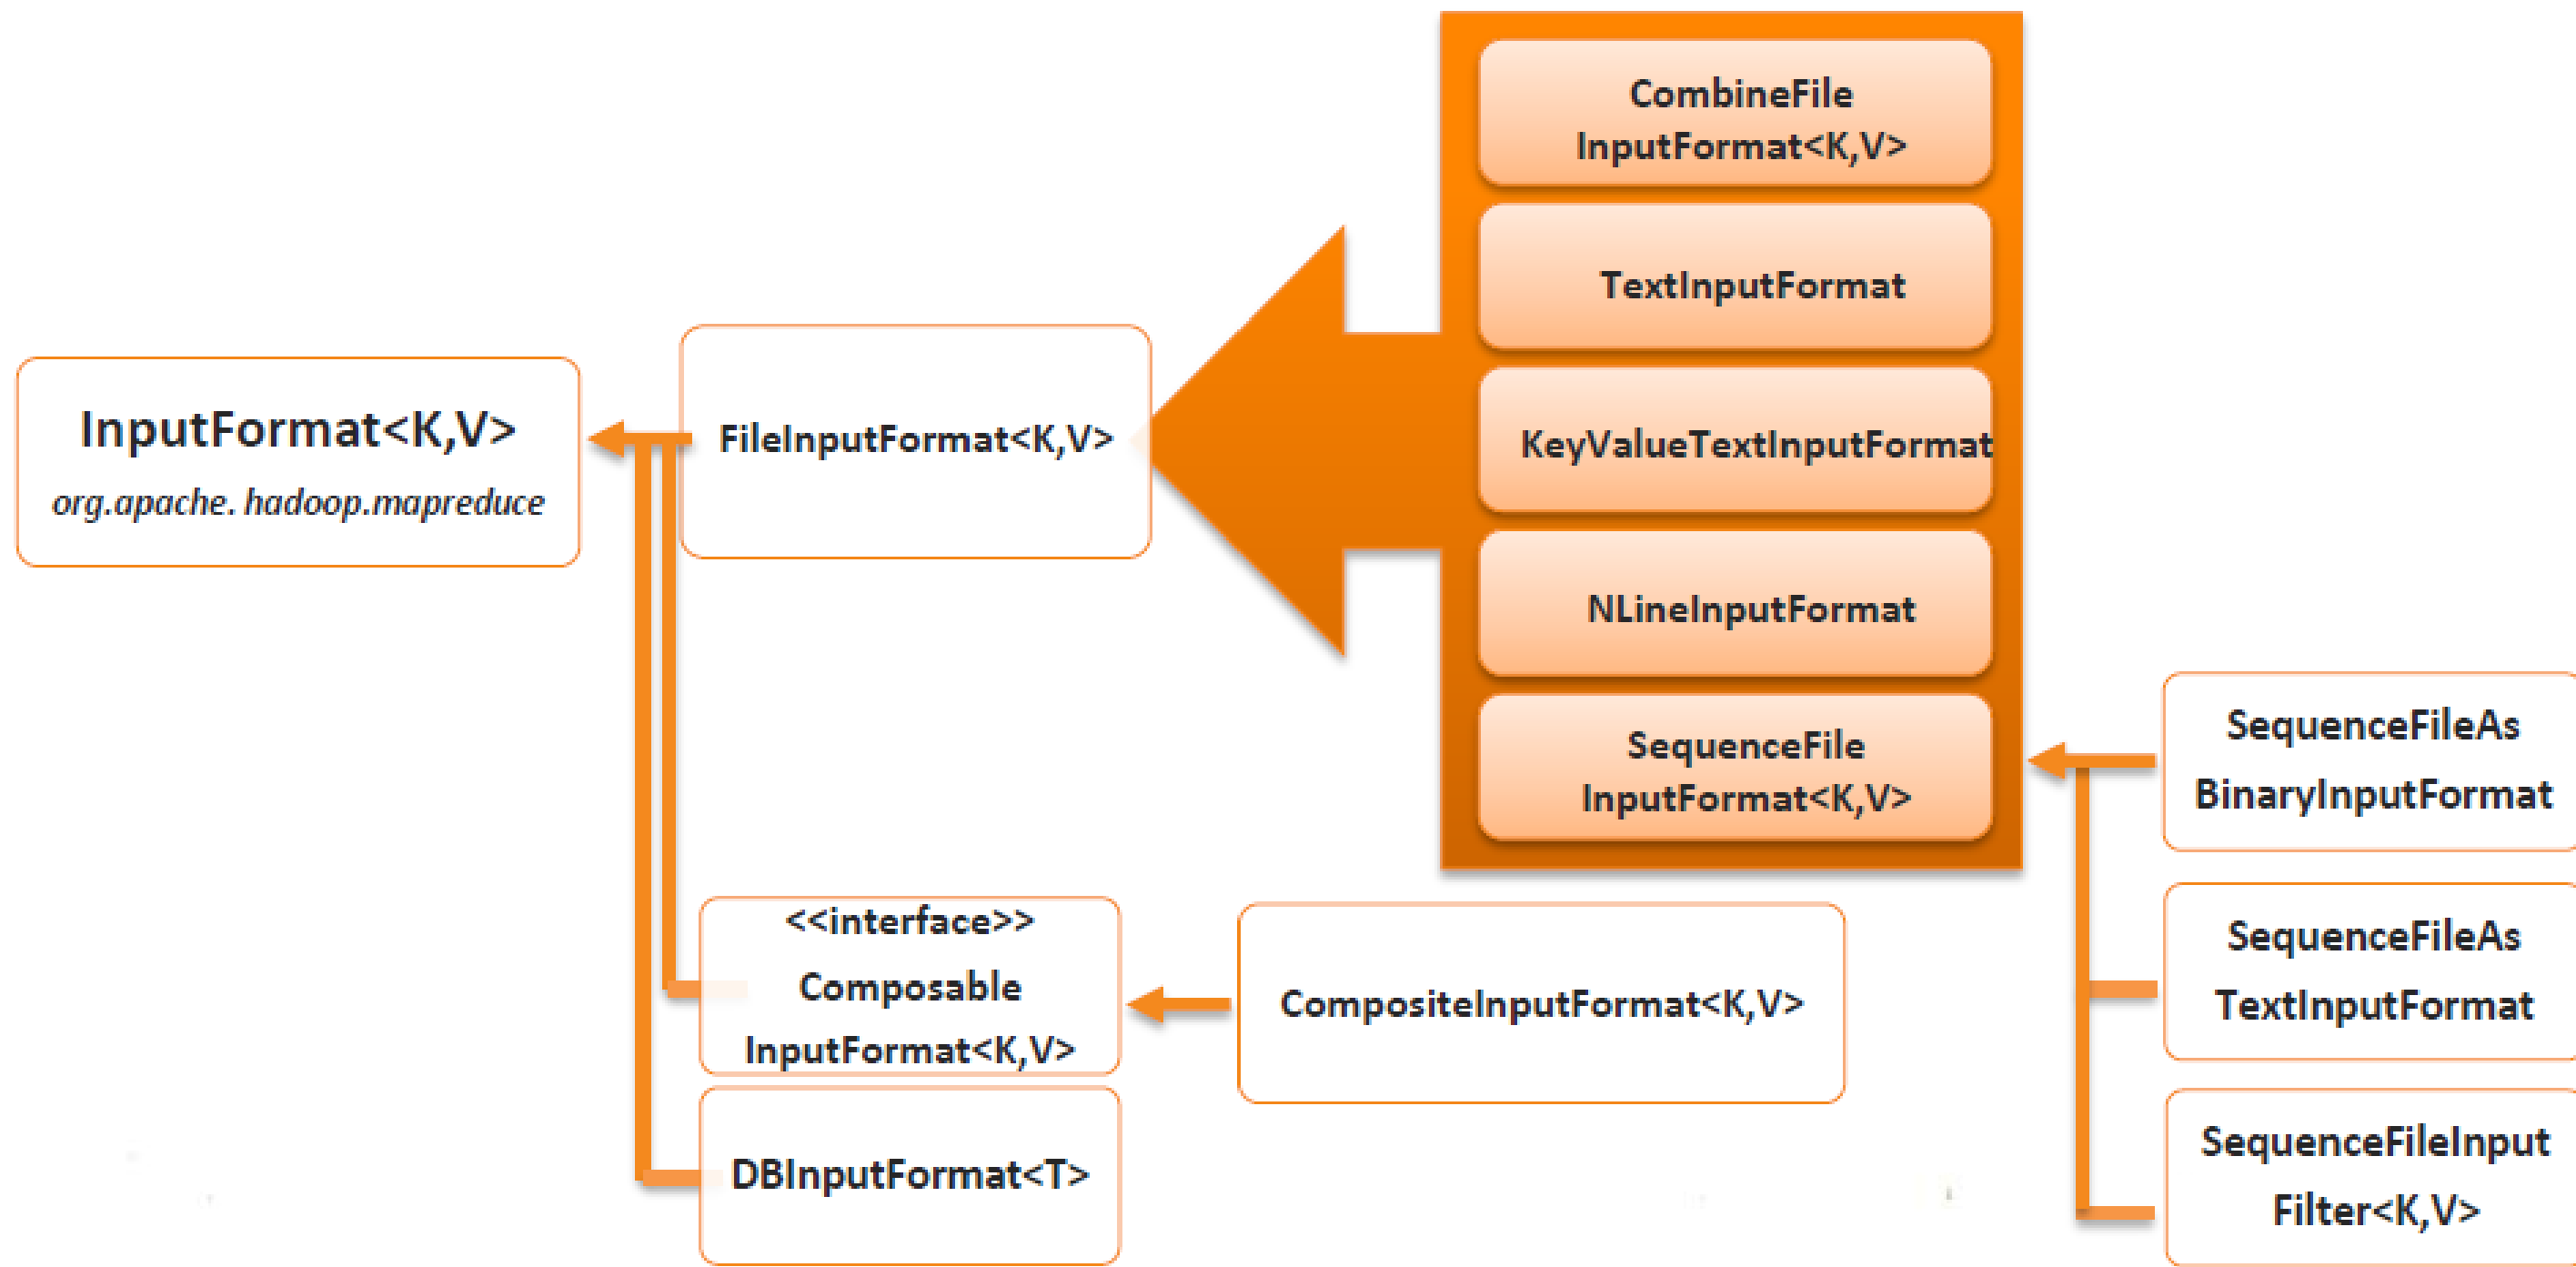 InputFormat<K,V>
org.apache. hadoop.mapreduce
FileInputFormat<K,V>
CombineFile
InputFormat<K,V>
TextInputFormat
KeyValueTextInputFormat
NLineInputFormat
SequenceFile
InputFormat<K,V>
<<interface>>
Composable
InputFormat<K,V>
CompositeInputFormat<K,V>
DBInputFormat<T>
SequenceFileAs
BinaryInputFormat
SequenceFileAs
TextInputFormat
SequenceFileInput
Filter<K,V>